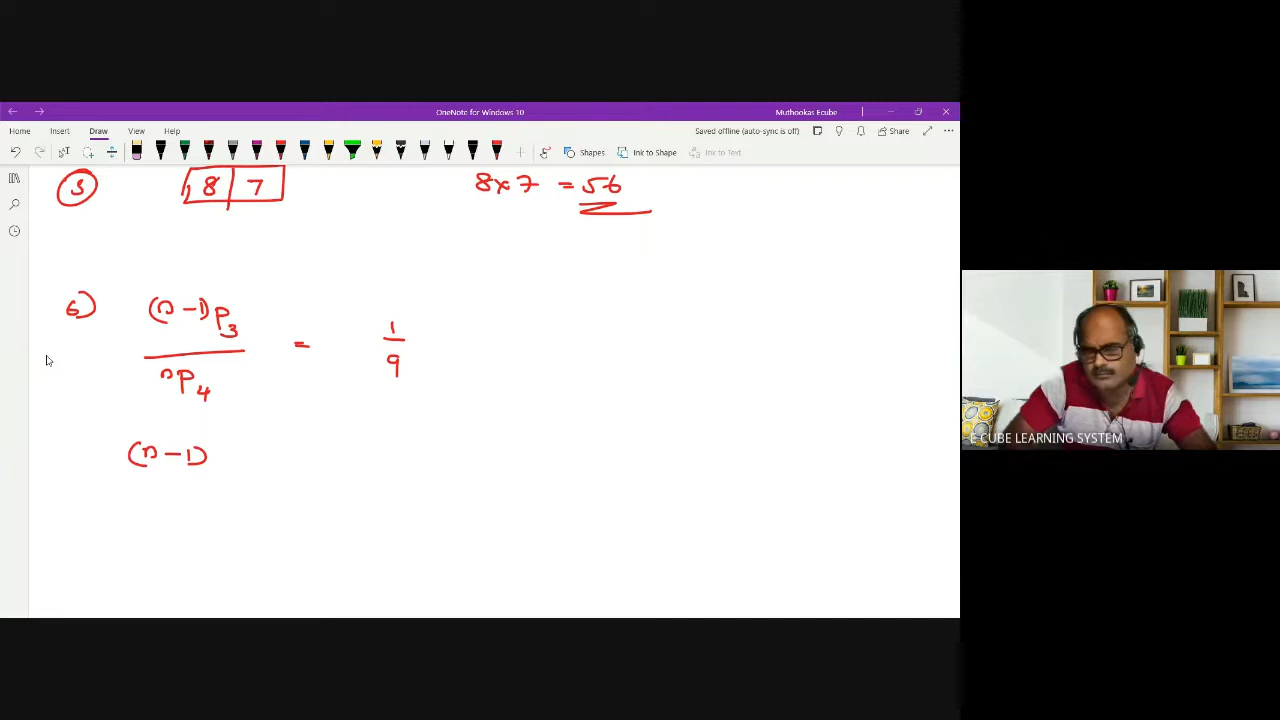 OneNote for Windows 10
Muthookas Ecube
Home Insert Draw View Help
Saved offline (auto-sync is off)
Share
Shapes
Ink to Shape
Ink to Text
5 8 7 8x7 = 56
6) (n-1)P3 / nP4 = 1/9
(n-1)
E CUBE LEARNING SYSTEM